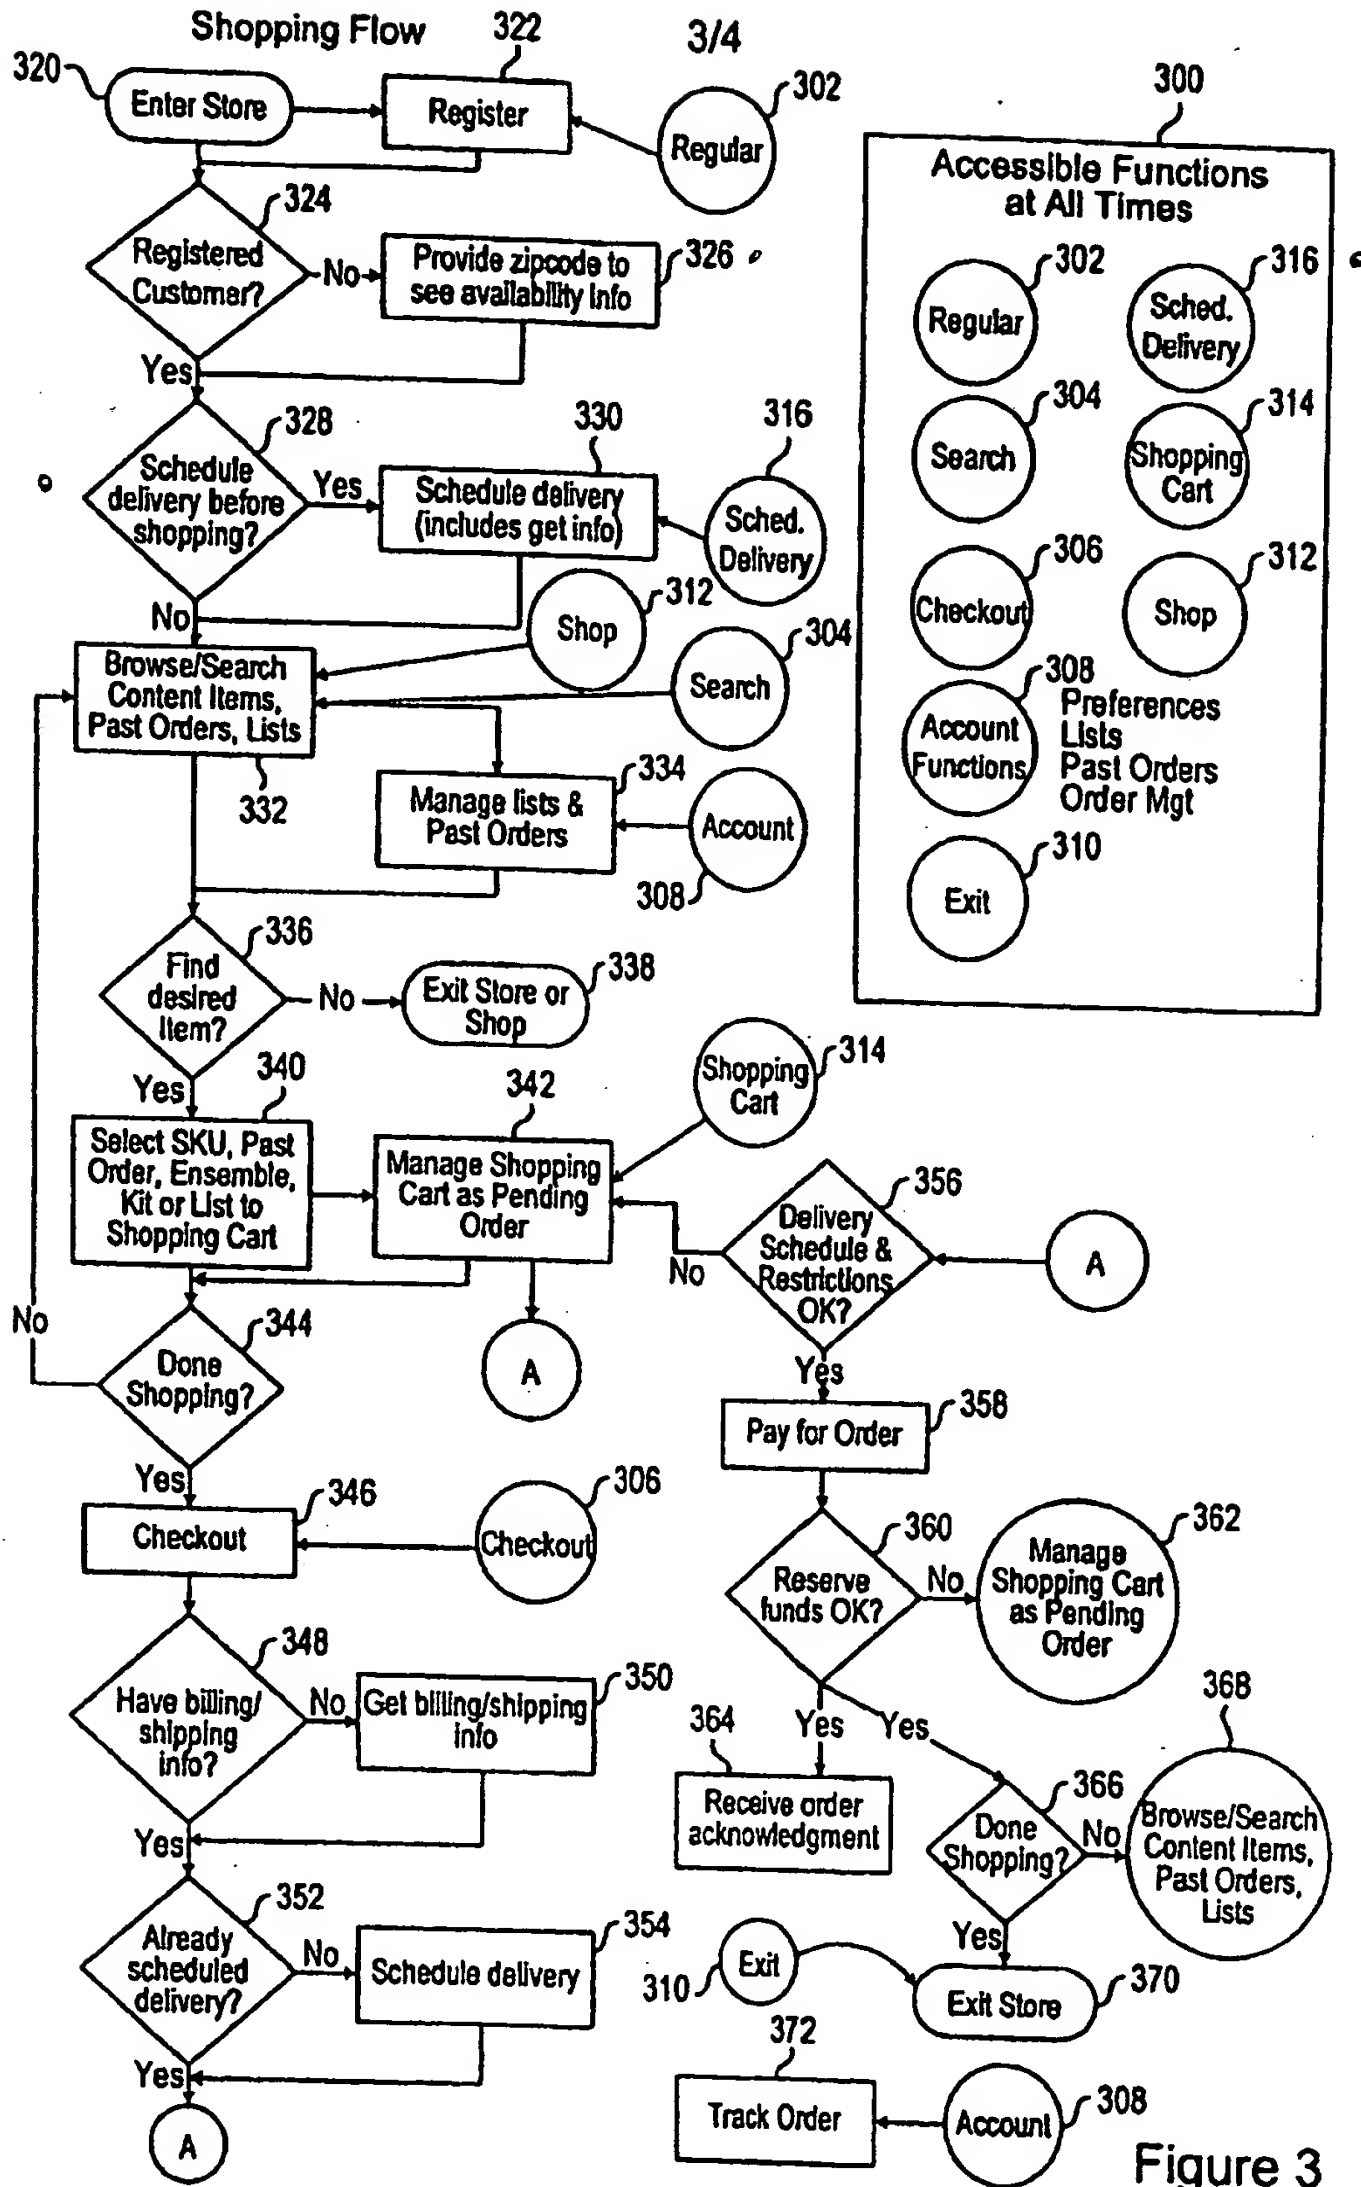 Shopping Flow
3/4
320
Enter Store
322
Register
302
Regular
324
Registered
Customer?
No
326
Provide zipcode to
see availability info
Yes
328
Schedule
delivery before
shopping?
Yes
330
Schedule delivery
(includes get info)
316
Sched.
Delivery
No
312
Shop
304
Search
Browse/Search
Content Items,
Past Orders, Lists
332
334
Manage lists &
Past Orders
Account
308
336
Find
desired
item?
No
338
Exit Store or
Shop
Yes
340
Select SKU, Past
Order, Ensemble,
Kit or List to
Shopping Cart
342
Manage Shopping
Cart as Pending
Order
314
Shopping
Cart
A
No
344
Done
Shopping?
Yes
346
Checkout
306
Checkout
348
Have billing/
shipping
info?
No
350
Get billing/shipping
info
Yes
352
Already
scheduled
delivery?
No
354
Schedule delivery
Yes
A
300
Accessible Functions
at All Times
302
Regular
316
Sched.
Delivery
304
Search
314
Shopping
Cart
306
Checkout
312
Shop
308
Account
Functions
Preferences
Lists
Past Orders
Order Mgt
310
Exit
356
Delivery
Schedule &
Restrictions
OK?
A
No
Yes
358
Pay for Order
360
Reserve
funds OK?
No
362
Manage
Shopping Cart
as Pending
Order
Yes
Yes
364
Receive order
acknowledgment
366
Done
Shopping?
No
368
Browse/Search
Content Items,
Past Orders,
Lists
Yes
310
Exit
370
Exit Store
372
Track Order
Account
308
Figure 3